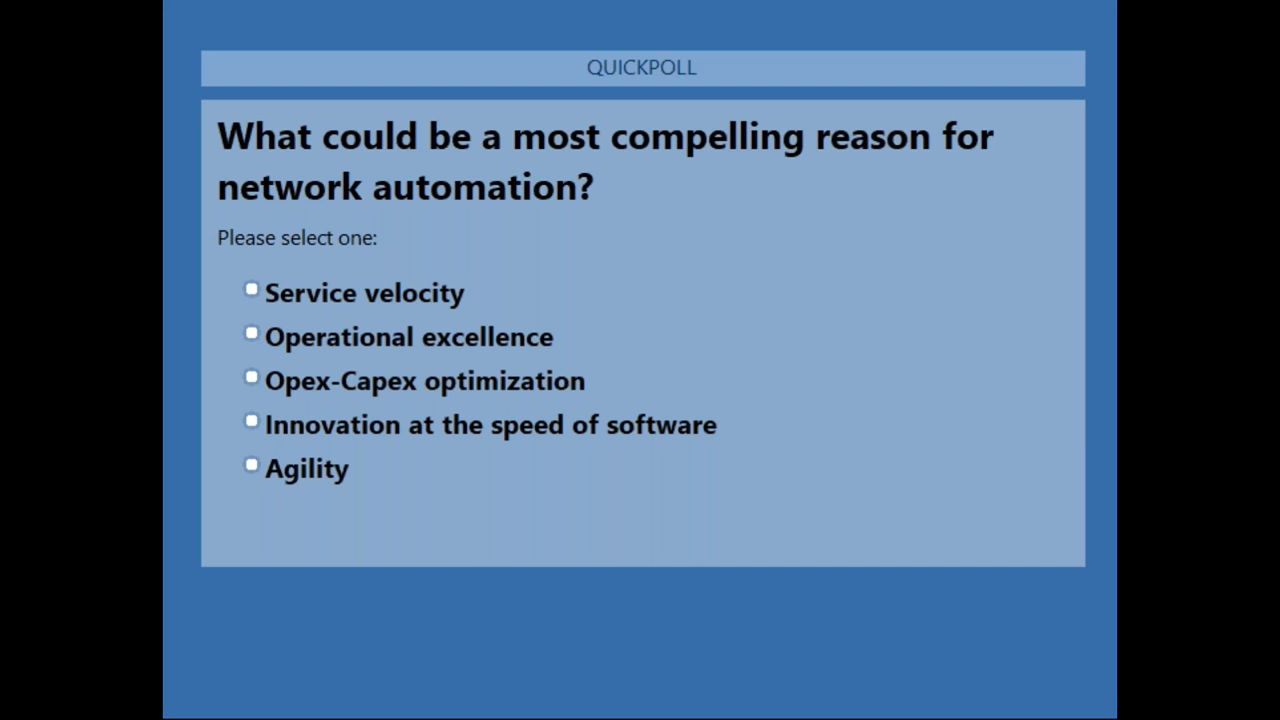 QUICKPOLL
What could be a most compelling reason for
network automation?
Please select one:
Service velocity
Operational excellence
Opex-Capex optimization
Innovation at the speed of software
Agility